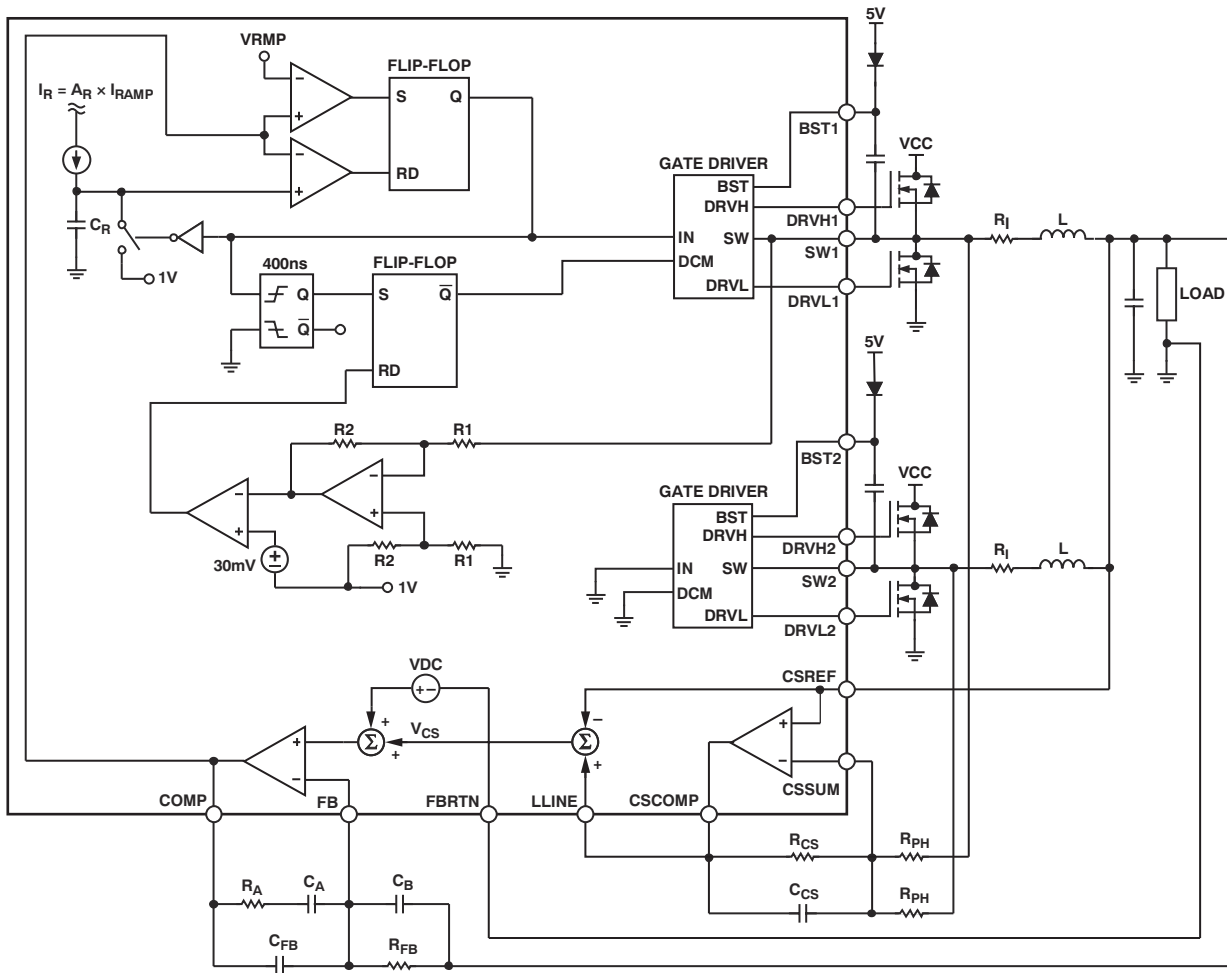 5V
VRMP
FLIP-FLOP
I_R = A_R × I_RAMP
−
S
Q
+
BST1
−
VCC
RD
GATE DRIVER
+
BST
DRVH
DRVH1
C_R
R_I
L
IN
SW
SW1
1V
400ns
FLIP-FLOP
DCM
Q
S
Q̅
DRVL
DRVL1
LOAD
Q̅
5V
RD
R2
R1
BST2
−
−
VCC
GATE DRIVER
+
+
BST
DRVH
DRVH2
30mV
+
−
R2
R1
R_I
L
IN
SW
SW2
1V
DCM
DRVL
DRVL2
VDC
CSREF
+ −
−
+
+
Σ
V_CS
Σ
+
+
−
−
+
CSSUM
COMP
FB
FBRTN
LLINE
CSCOMP
R_CS
R_PH
R_A
C_A
C_B
C_CS
R_PH
C_FB
R_FB